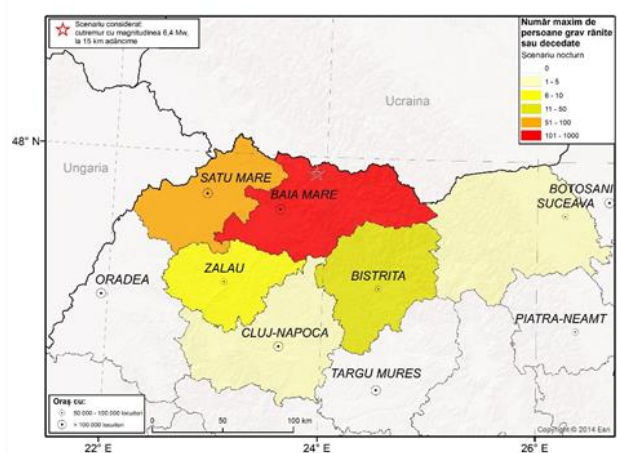 Scenariu considerat:
cutremur cu magnitudinea 6,4 Mw,
la 15 km adâncime
Număr maxim de
persoane grav rănite
sau decedate
Scenariu nocturn
0
1 - 5
6 - 10
11 - 50
51 - 100
101 - 1000
Ucraina
48° N
Ungaria
SATU MARE
BAIA MARE
BOTOSANI
SUCEAVA
ORADEA
ZALAU
BISTRITA
PIATRA-NEAMT
CLUJ-NAPOCA
TARGU MURES
Oraș cu:
50 000 - 100 000 locuitori
> 100 000 locuitori
0 50 100 km
Copyright © 2014 Esri
22° E
24° E
26° E